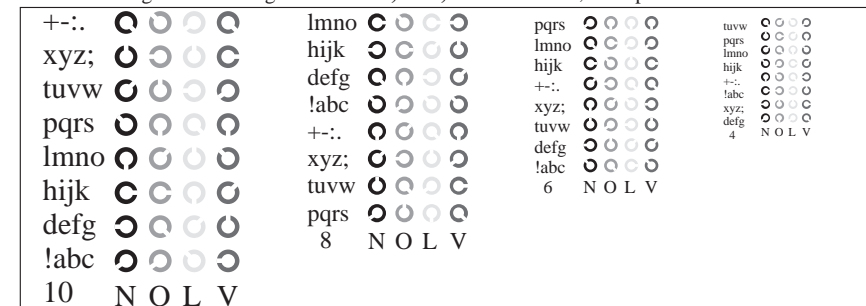 +-:.
xyz;
tuvw
pqrs
lmno
hijk
defg
!abc
10 N O L V
lmno
hijk
defg
!abc
+-:.
xyz;
tuvw
pqrs
8 N O L V
pqrs
lmno
hijk
+-:.
xyz;
tuvw
defg
!abc
6 N O L V
tuvw
pqrs
lmno
hijk
+-:.
!abc
xyz;
defg
4 N O L V